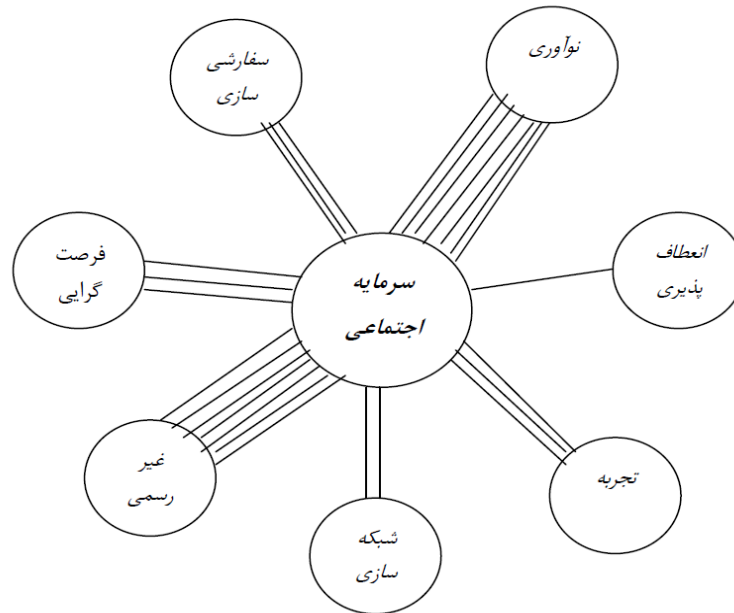 نوآوری
سفارشی
سازی
انعطاف
پذیری
فرصت
گرایی
سرمایه
اجتماعی
تجربه
غیر
رسمی
شبکه
سازی